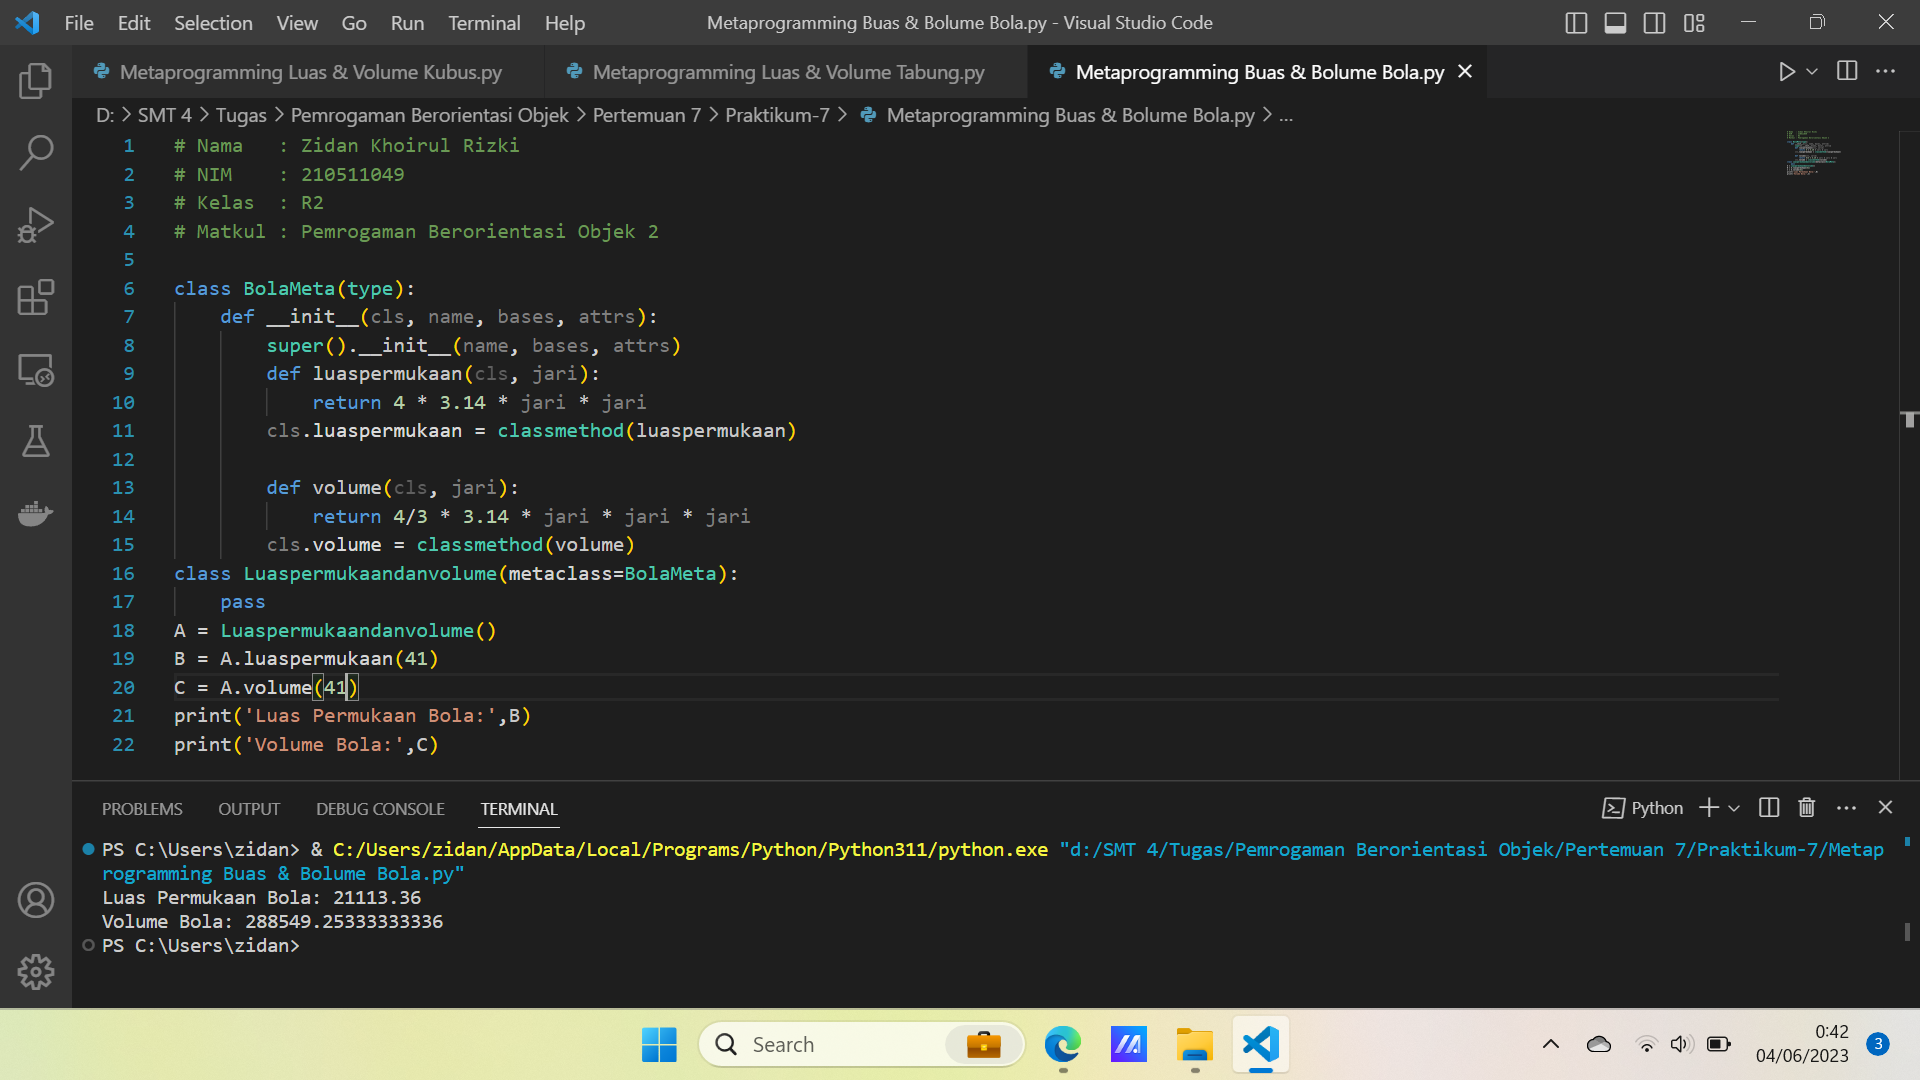 File Edit Selection View Go Run Terminal Help Metaprogramming Buas & Bolume Bola.py - Visual Studio Code
Metaprogramming Luas & Volume Kubus.py Metaprogramming Luas & Volume Tabung.py Metaprogramming Buas & Bolume Bola.py
D: > SMT 4 > Tugas > Pemrogaman Berorientasi Objek > Pertemuan 7 > Praktikum-7 > Metaprogramming Buas & Bolume Bola.py > ...
1 # Nama   : Zidan Khoirul Rizki
2 # NIM    : 210511049
3 # Kelas  : R2
4 # Matkul : Pemrogaman Berorientasi Objek 2
5
6 class BolaMeta(type):
7     def __init__(cls, name, bases, attrs):
8         super().__init__(name, bases, attrs)
9         def luaspermukaan(cls, jari):
10             return 4 * 3.14 * jari * jari
11         cls.luaspermukaan = classmethod(luaspermukaan)
12
13         def volume(cls, jari):
14             return 4/3 * 3.14 * jari * jari * jari
15         cls.volume = classmethod(volume)
16 class Luaspermukaandanvolume(metaclass=BolaMeta):
17     pass
18 A = Luaspermukaandanvolume()
19 B = A.luaspermukaan(41)
20 C = A.volume(41)
21 print('Luas Permukaan Bola:',B)
22 print('Volume Bola:',C)
PROBLEMS OUTPUT DEBUG CONSOLE TERMINAL Python
PS C:\Users\zidan> & C:/Users/zidan/AppData/Local/Programs/Python/Python311/python.exe "d:/SMT 4/Tugas/Pemrogaman Berorientasi Objek/Pertemuan 7/Praktikum-7/Metap
rogramming Buas & Bolume Bola.py"
Luas Permukaan Bola: 21113.36
Volume Bola: 288549.25333333336
PS C:\Users\zidan>
Search
0:42
04/06/2023
3